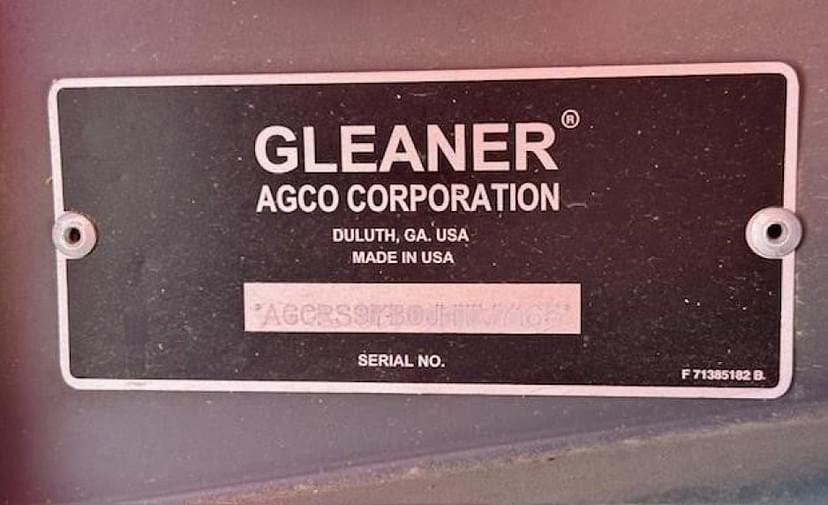 GLEANER®
AGCO CORPORATION
DULUTH, GA. USA
MADE IN USA
SERIAL NO.
F 71385182 B.